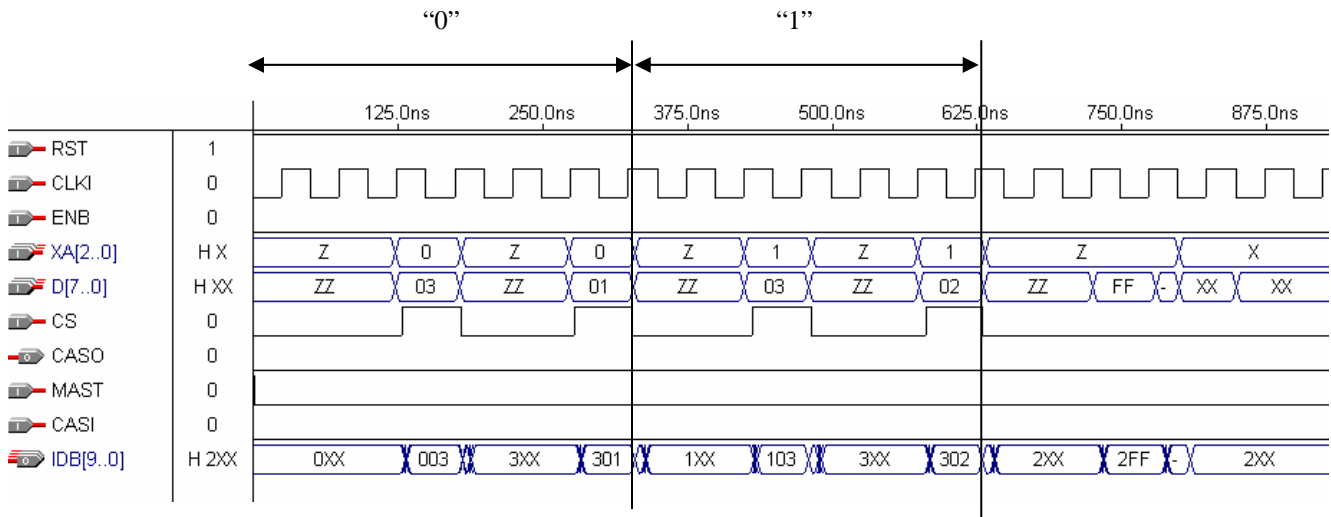 “0” “1”
125.0ns 250.0ns 375.0ns 500.0ns 625.0ns 750.0ns 875.0ns
RST 1
CLKI 0
ENB 0
XA[2..0] H X Z 0 Z 0 Z 1 Z 1 Z X
D[7..0] H XX ZZ 03 ZZ 01 ZZ 03 ZZ 02 ZZ FF - XX XX
CS 0
CASO 0
MAST 0
CASI 0
IDB[9..0] H 2XX 0XX 003 3XX 301 1XX 103 3XX 302 2XX 2FF - 2XX